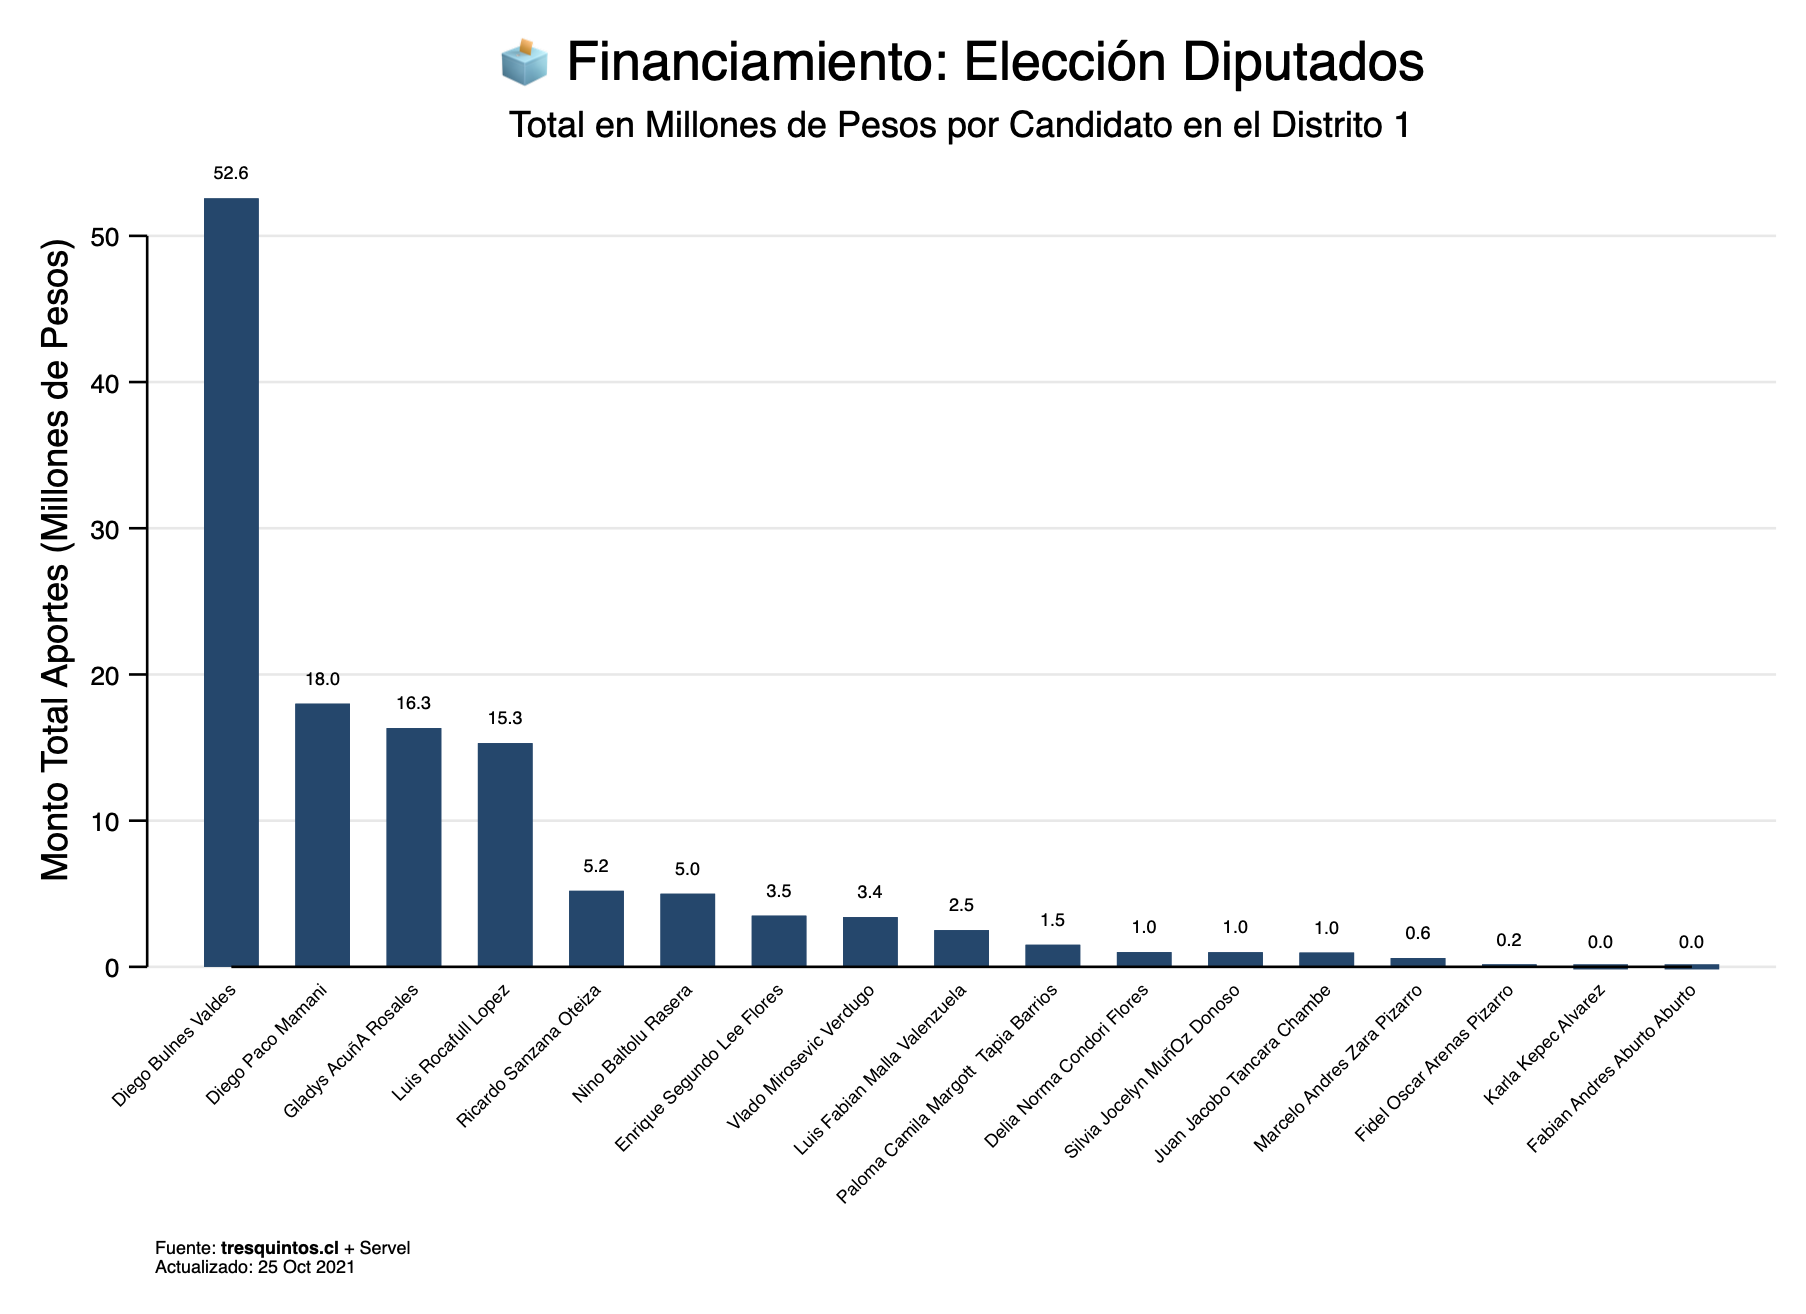 Financiamiento: Elección Diputados
Total en Millones de Pesos por Candidato en el Distrito 1
Monto Total Aportes (Millones de Pesos)
50
40
30
20
10
0
52.6
18.0
16.3
15.3
5.2
5.0
3.5
3.4
2.5
1.5
1.0
1.0
1.0
0.6
0.2
0.0
0.0
Diego Bulnes Valdes
Diego Paco Mamani
Gladys AcuñA Rosales
Luis Rocafull Lopez
Ricardo Sanzana Oteiza
Nino Baltolu Rasera
Enrique Segundo Lee Flores
Vlado Mirosevic Verdugo
Luis Fabian Malla Valenzuela
Paloma Camila Margott Tapia Barrios
Delia Norma Condori Flores
Silvia Jocelyn MuñOz Donoso
Juan Jacobo Tancara Chambe
Marcelo Andres Zara Pizarro
Fidel Oscar Arenas Pizarro
Karla Kepec Alvarez
Fabian Andres Aburto Aburto
Fuente: tresquintos.cl + Servel
Actualizado: 25 Oct 2021